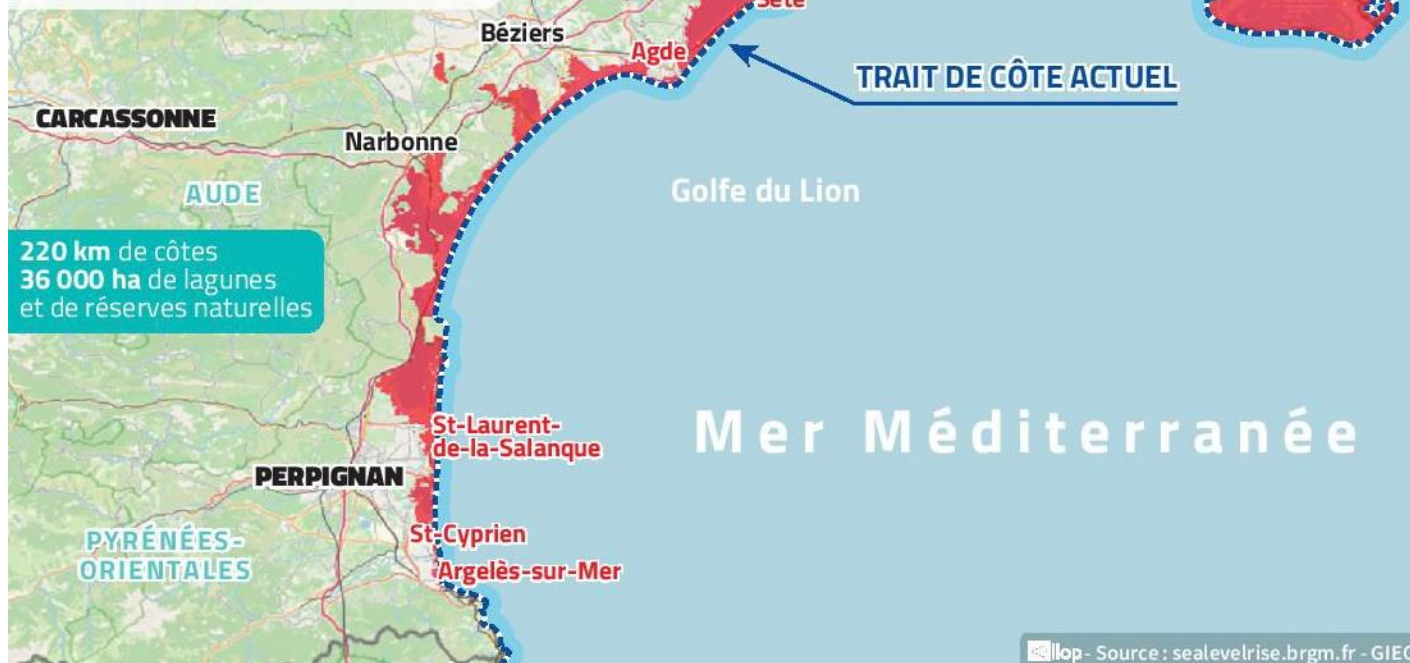 Sète
Béziers
Agde
TRAIT DE CÔTE ACTUEL
CARCASSONNE
Narbonne
AUDE
Golfe du Lion
220 km de côtes
36 000 ha de lagunes
et de réserves naturelles
Mer Méditerranée
St-Laurent-
de-la-Salanque
PERPIGNAN
St-Cyprien
PYRÉNÉES-
ORIENTALES
Argelès-sur-Mer
llop - Source : sealevelrise.brgm.fr - GIEC